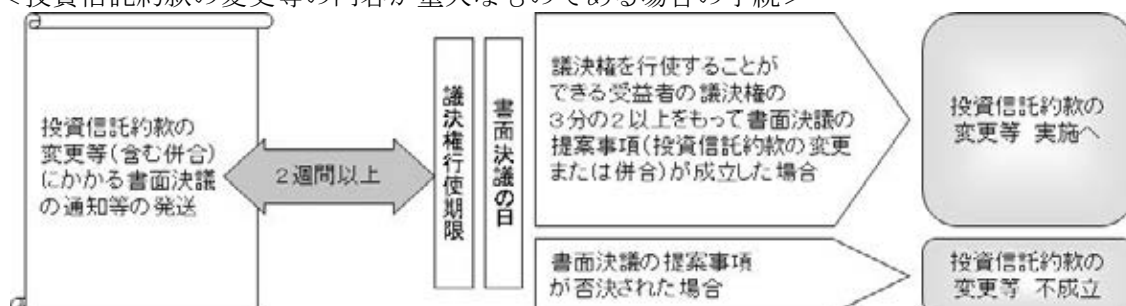 <投資信託約款の変更等の内容が重大なものである場合の手続>
投資信託約款の
変更等(含む併合)
にかかる書面決議
の通知等の発送
2週間以上
議決権行使期限
書面決議の日
議決権を行使することが
できる受益者の議決権の
3分の2以上をもって書面決議の
提案事項(投資信託約款の変更
または併合)が成立した場合
投資信託約款の
変更等 実施へ
書面決議の提案事項
が否決された場合
投資信託約款の
変更等 不成立